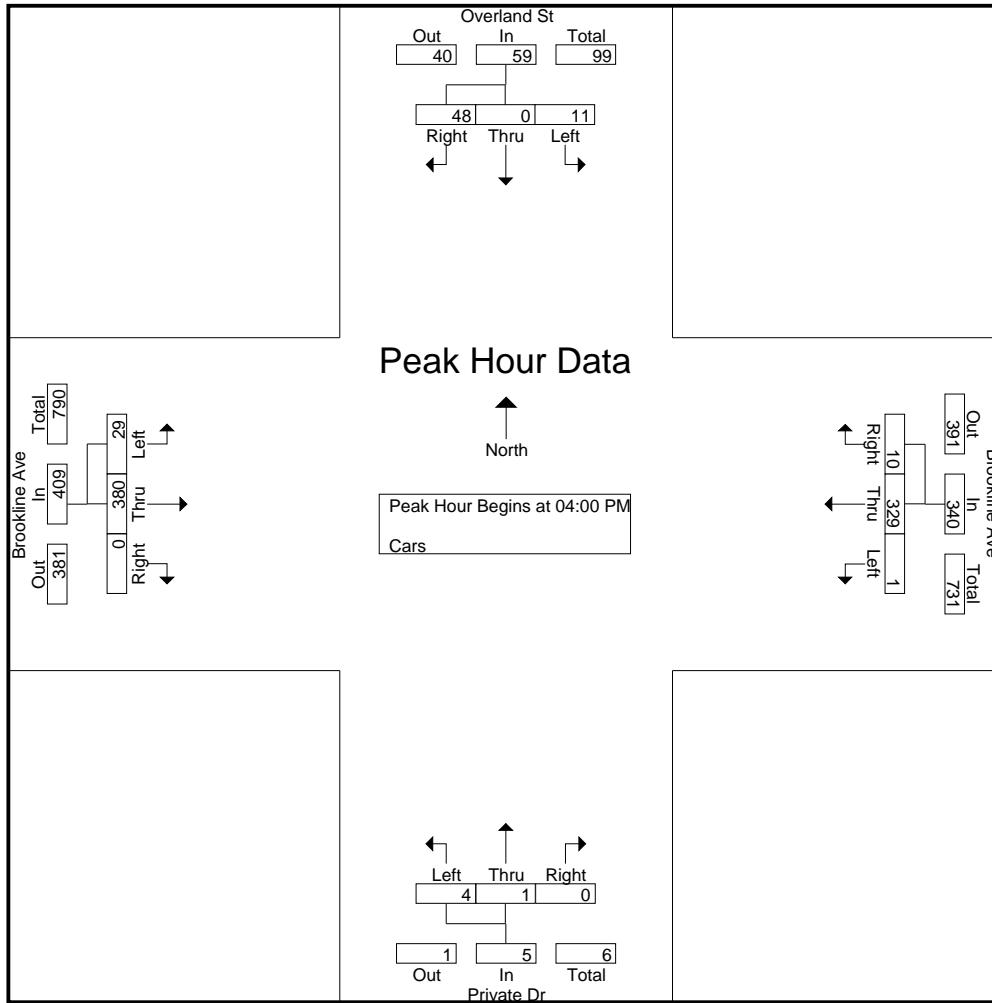 Overland St
Out In Total
40 59 99
48 0 11
Right Thru Left
Peak Hour Data
North
Peak Hour Begins at 04:00 PM
Cars
Brookline Ave
Total In Out
790 409 381
29 380 0
Left Thru Right
Right Thru Left
10 329 1
391 340 731
Out In Total
Brookline Ave
Left Thru Right
4 1 0
1 5 6
Out In Total
Private Dr